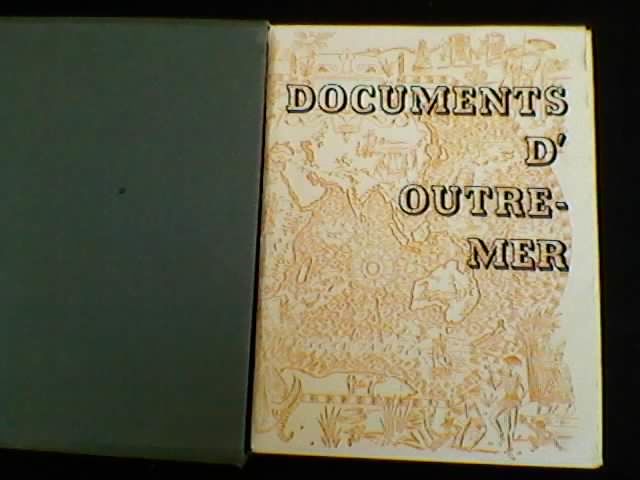 DOCUMENTS
D'
OUTRE-
MER